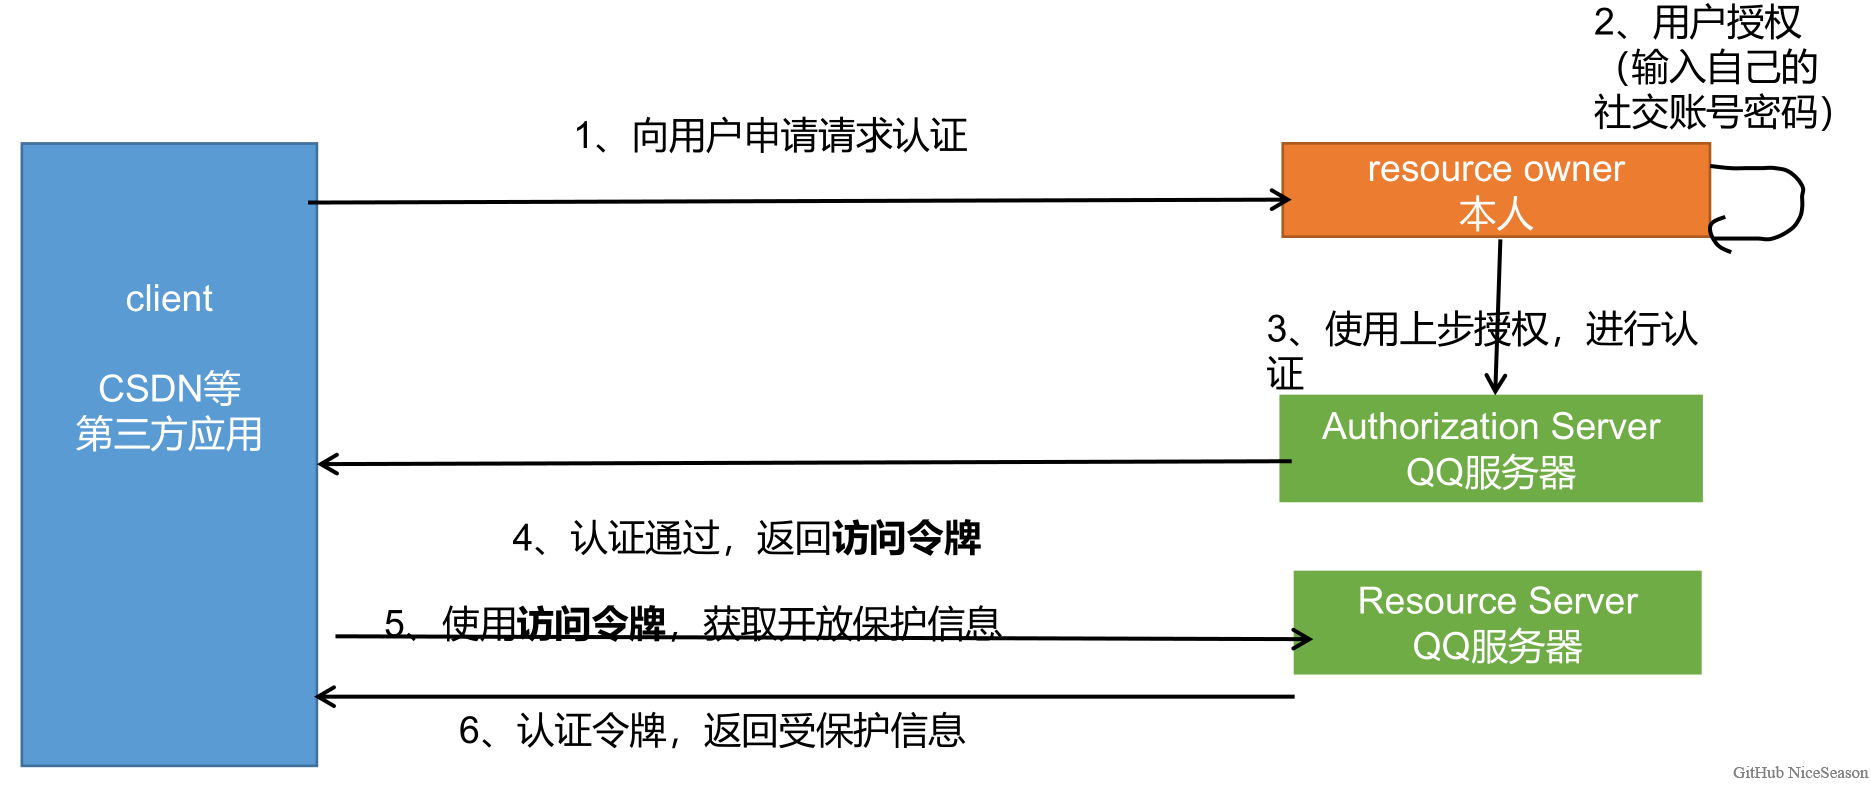 2、用户授权
（输入自己的
社交账号密码）
1、向用户申请请求认证
resource owner
本人
client
CSDN等
第三方应用
3、使用上步授权，进行认
证
Authorization Server
QQ服务器
4、认证通过，返回访问令牌
5、使用访问令牌，获取开放保护信息
Resource Server
QQ服务器
6、认证令牌，返回受保护信息
GitHub NiceSeason